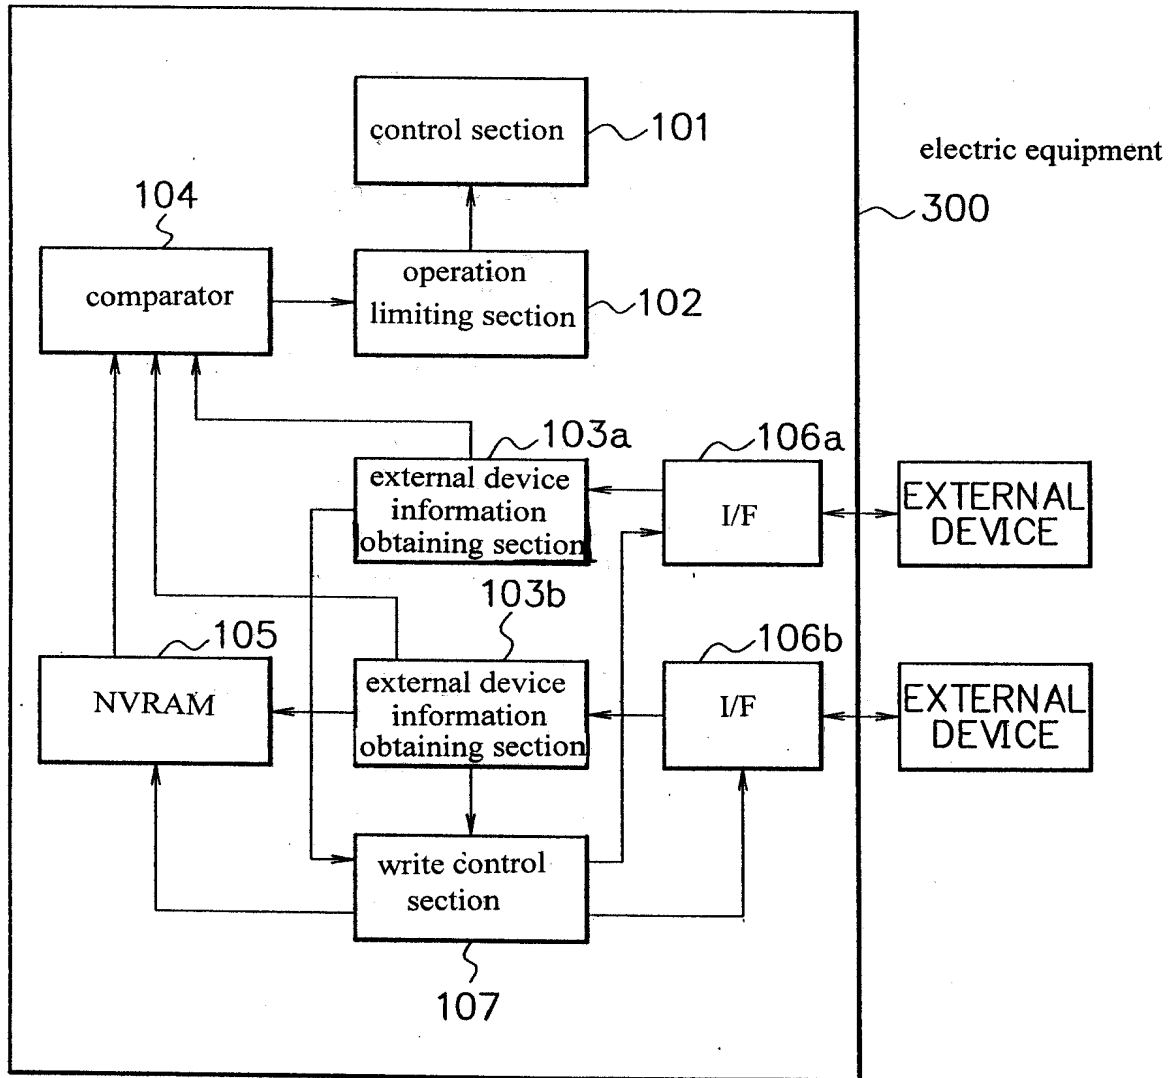 control section
101
electric equipment
104
300
comparator
operation
limiting section
102
103a
106a
external device
information
obtaining section
I/F
EXTERNAL
DEVICE
103b
105
106b
NVRAM
external device
information
obtaining section
I/F
EXTERNAL
DEVICE
write control
section
107